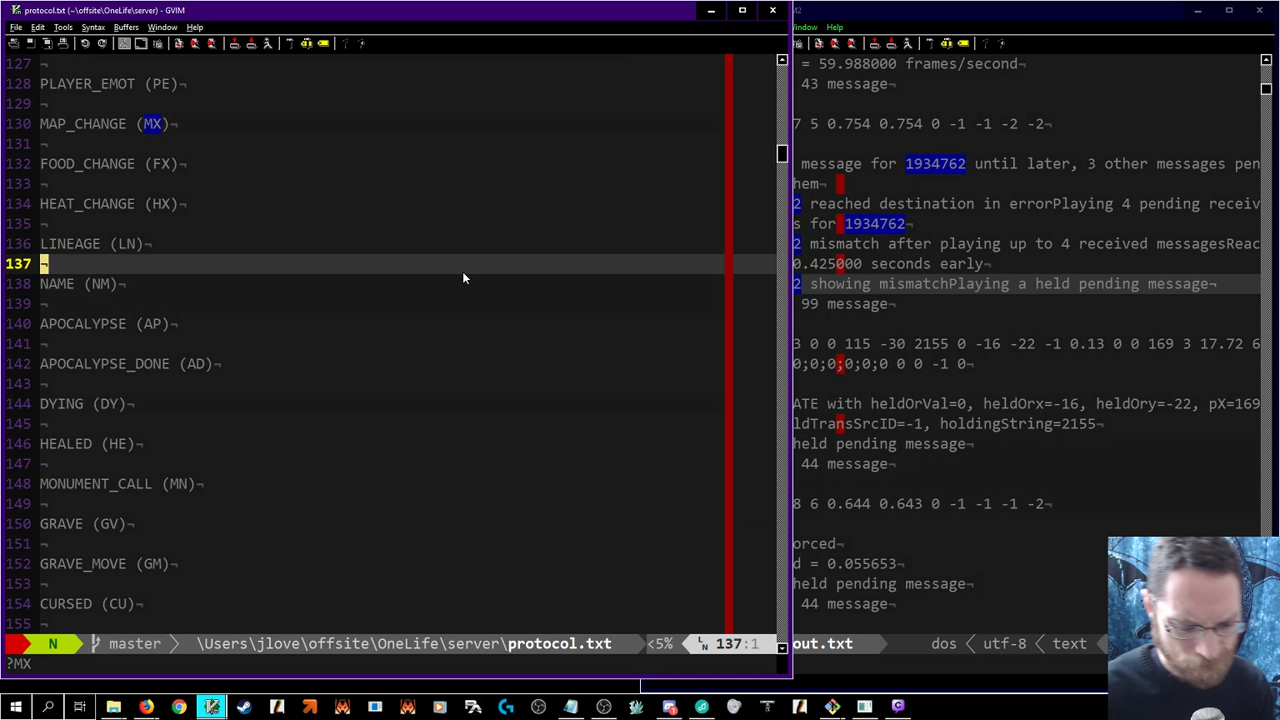 protocol.txt (~\offsite\OneLife\server) - GVIM
File Edit Tools Syntax Buffers Window Help
127 ¬
128 PLAYER_EMOT (PE)¬
129 ¬
130 MAP_CHANGE (MX)¬
131 ¬
132 FOOD_CHANGE (FX)¬
133 ¬
134 HEAT_CHANGE (HX)¬
135 ¬
136 LINEAGE (LN)¬
137 ¬
138 NAME (NM)¬
139 ¬
140 APOCALYPSE (AP)¬
141 ¬
142 APOCALYPSE_DONE (AD)¬
143 ¬
144 DYING (DY)¬
145 ¬
146 HEALED (HE)¬
147 ¬
148 MONUMENT_CALL (MN)¬
149 ¬
150 GRAVE (GV)¬
151 ¬
152 GRAVE_MOVE (GM)¬
153 ¬
154 CURSED (CU)¬
155 ¬
N master \Users\jlove\offsite\OneLife\server\protocol.txt <5% 137:1
?MX
M2
Window Help
= 59.988000 frames/second¬
43 message¬
7 5 0.754 0.754 0 -1 -1 -2 -2¬
message for 1934762 until later, 3 other messages pen
hem¬
2 reached destination in errorPlaying 4 pending receiv
s for 1934762¬
2 mismatch after playing up to 4 received messagesReac
0.425000 seconds early¬
2 showing mismatchPlaying a held pending message¬
99 message¬
3 0 0 115 -30 2155 0 -16 -22 -1 0.13 0 0 169 3 17.72 6
0;0;0;0;0;0 0 0 -1 0¬
ATE with heldOrVal=0, heldOrx=-16, heldOry=-22, pX=169
ldTransSrcID=-1, holdingString=2155¬
held pending message¬
44 message¬
8 6 0.644 0.643 0 -1 -1 -1 -2¬
orced¬
d = 0.055653¬
held pending message¬
44 message¬
out.txt dos utf-8 text